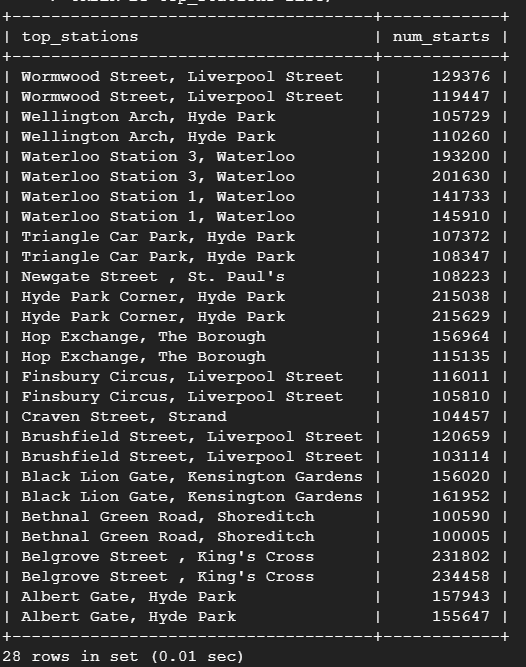 +-------------------------------------+------------+
| top_stations | num_starts |
+-------------------------------------+------------+
| Wormwood Street, Liverpool Street | 129376 |
| Wormwood Street, Liverpool Street | 119447 |
| Wellington Arch, Hyde Park | 105729 |
| Wellington Arch, Hyde Park | 110260 |
| Waterloo Station 3, Waterloo | 193200 |
| Waterloo Station 3, Waterloo | 201630 |
| Waterloo Station 1, Waterloo | 141733 |
| Waterloo Station 1, Waterloo | 145910 |
| Triangle Car Park, Hyde Park | 107372 |
| Triangle Car Park, Hyde Park | 108347 |
| Newgate Street , St. Paul's | 108223 |
| Hyde Park Corner, Hyde Park | 215038 |
| Hyde Park Corner, Hyde Park | 215629 |
| Hop Exchange, The Borough | 156964 |
| Hop Exchange, The Borough | 115135 |
| Finsbury Circus, Liverpool Street | 116011 |
| Finsbury Circus, Liverpool Street | 105810 |
| Craven Street, Strand | 104457 |
| Brushfield Street, Liverpool Street | 120659 |
| Brushfield Street, Liverpool Street | 103114 |
| Black Lion Gate, Kensington Gardens | 156020 |
| Black Lion Gate, Kensington Gardens | 161952 |
| Bethnal Green Road, Shoreditch | 100590 |
| Bethnal Green Road, Shoreditch | 100005 |
| Belgrove Street , King's Cross | 231802 |
| Belgrove Street , King's Cross | 234458 |
| Albert Gate, Hyde Park | 157943 |
| Albert Gate, Hyde Park | 155647 |
+-------------------------------------+------------+
28 rows in set (0.01 sec)